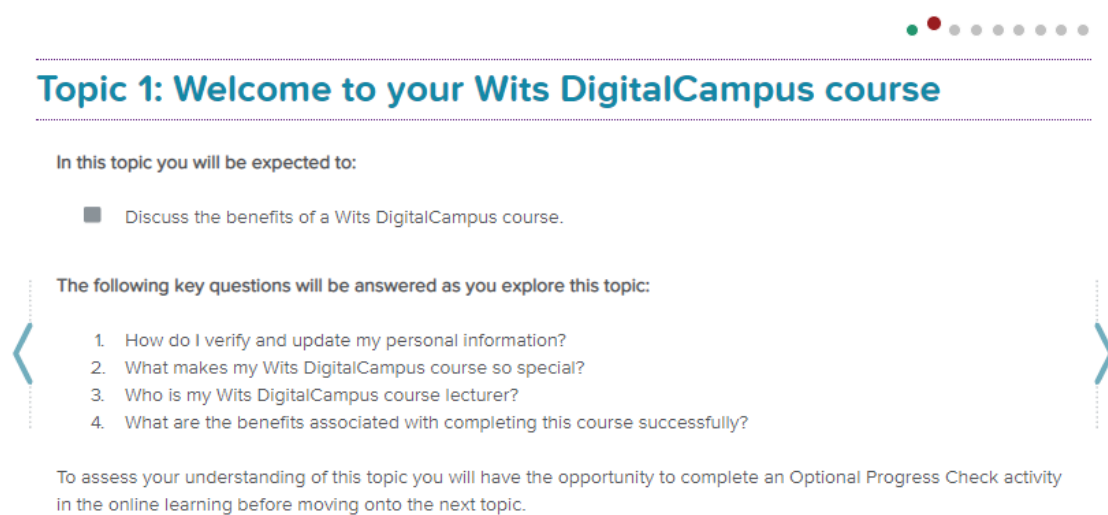 Topic 1: Welcome to your Wits DigitalCampus course
In this topic you will be expected to:
Discuss the benefits of a Wits DigitalCampus course.
The following key questions will be answered as you explore this topic:
1. How do I verify and update my personal information?
2. What makes my Wits DigitalCampus course so special?
3. Who is my Wits DigitalCampus course lecturer?
4. What are the benefits associated with completing this course successfully?
To assess your understanding of this topic you will have the opportunity to complete an Optional Progress Check activity
in the online learning before moving onto the next topic.